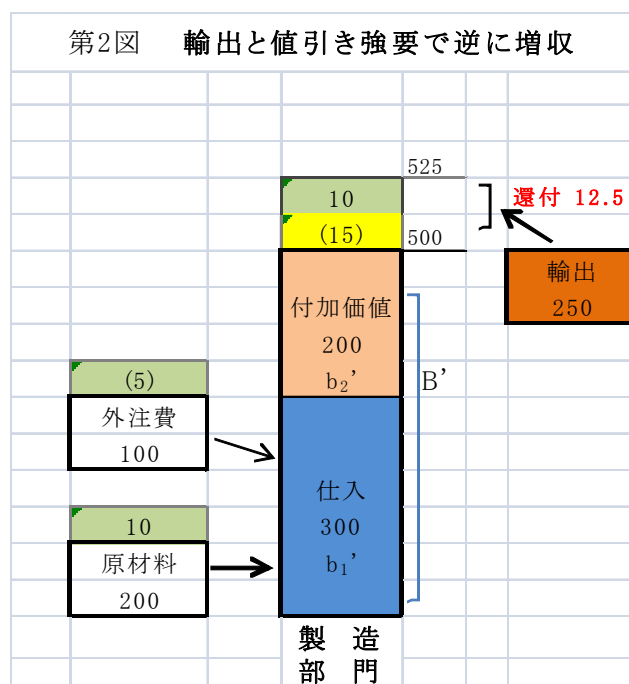 第2図 輸出と値引き強要で逆に増収
525
10
還付 12.5
(15)
500
輸出
250
付加価値
200
b₂’
B’
(5)
外注費
100
仕入
300
b₁’
10
原材料
200
製 造
部 門